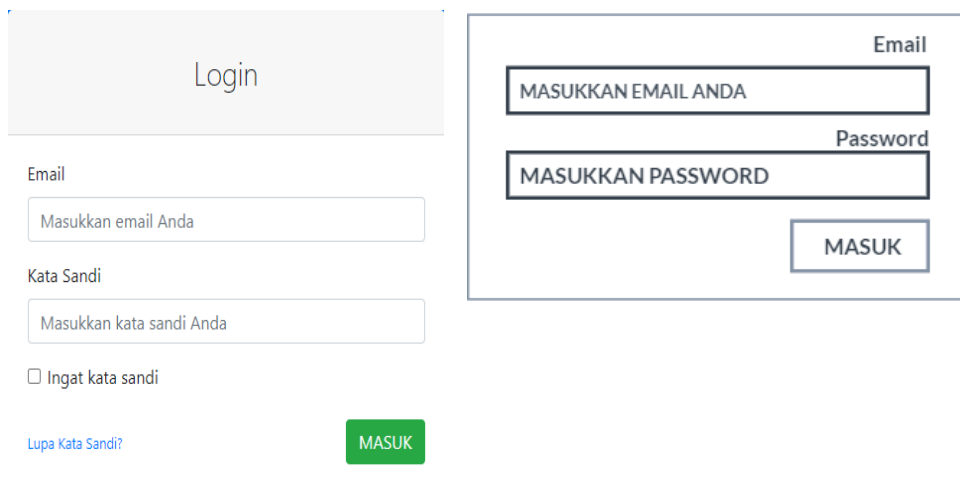 Login
Email
Masukkan email Anda
Kata Sandi
Masukkan kata sandi Anda
Ingat kata sandi
Lupa Kata Sandi?
MASUK
Email
MASUKKAN EMAIL ANDA
Password
MASUKKAN PASSWORD
MASUK